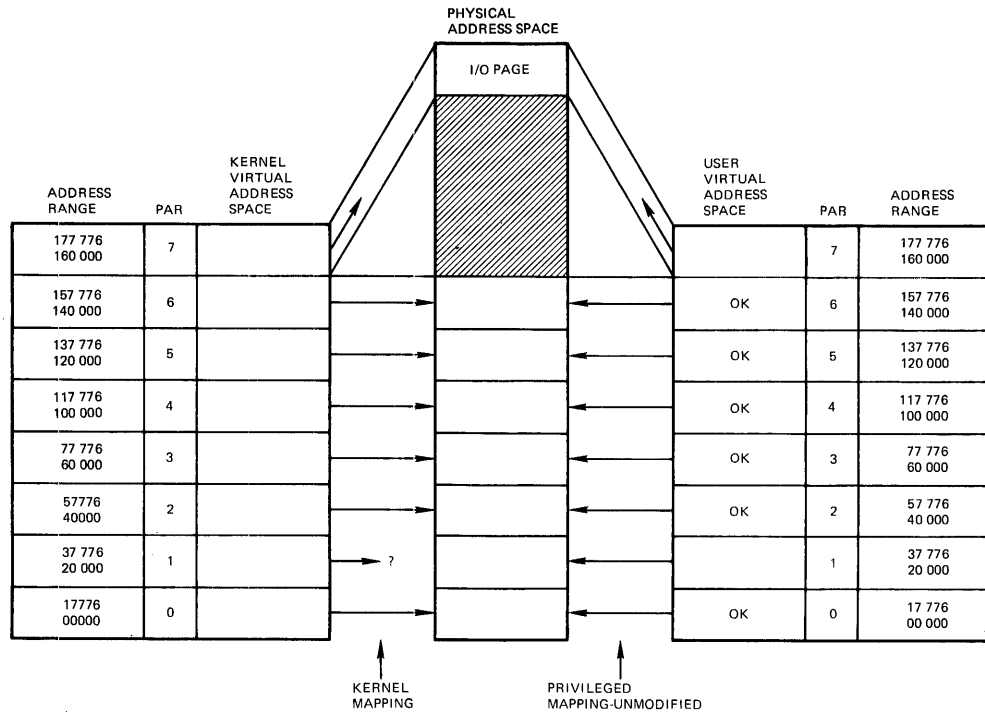 PHYSICAL
ADDRESS SPACE
I/O PAGE
ADDRESS
RANGE
PAR
KERNEL
VIRTUAL
ADDRESS
SPACE
USER
VIRTUAL
ADDRESS
SPACE
PAR
ADDRESS
RANGE
177 776
160 000
7
7
177 776
160 000
157 776
140 000
6
OK
6
157 776
140 000
137 776
120 000
5
OK
5
137 776
120 000
117 776
100 000
4
OK
4
117 776
100 000
77 776
60 000
3
OK
3
77 776
60 000
57776
40000
2
OK
2
57 776
40 000
37 776
20 000
1
?
1
37 776
20 000
17776
00000
0
OK
0
17 776
00 000
KERNEL
MAPPING
PRIVILEGED
MAPPING-UNMODIFIED